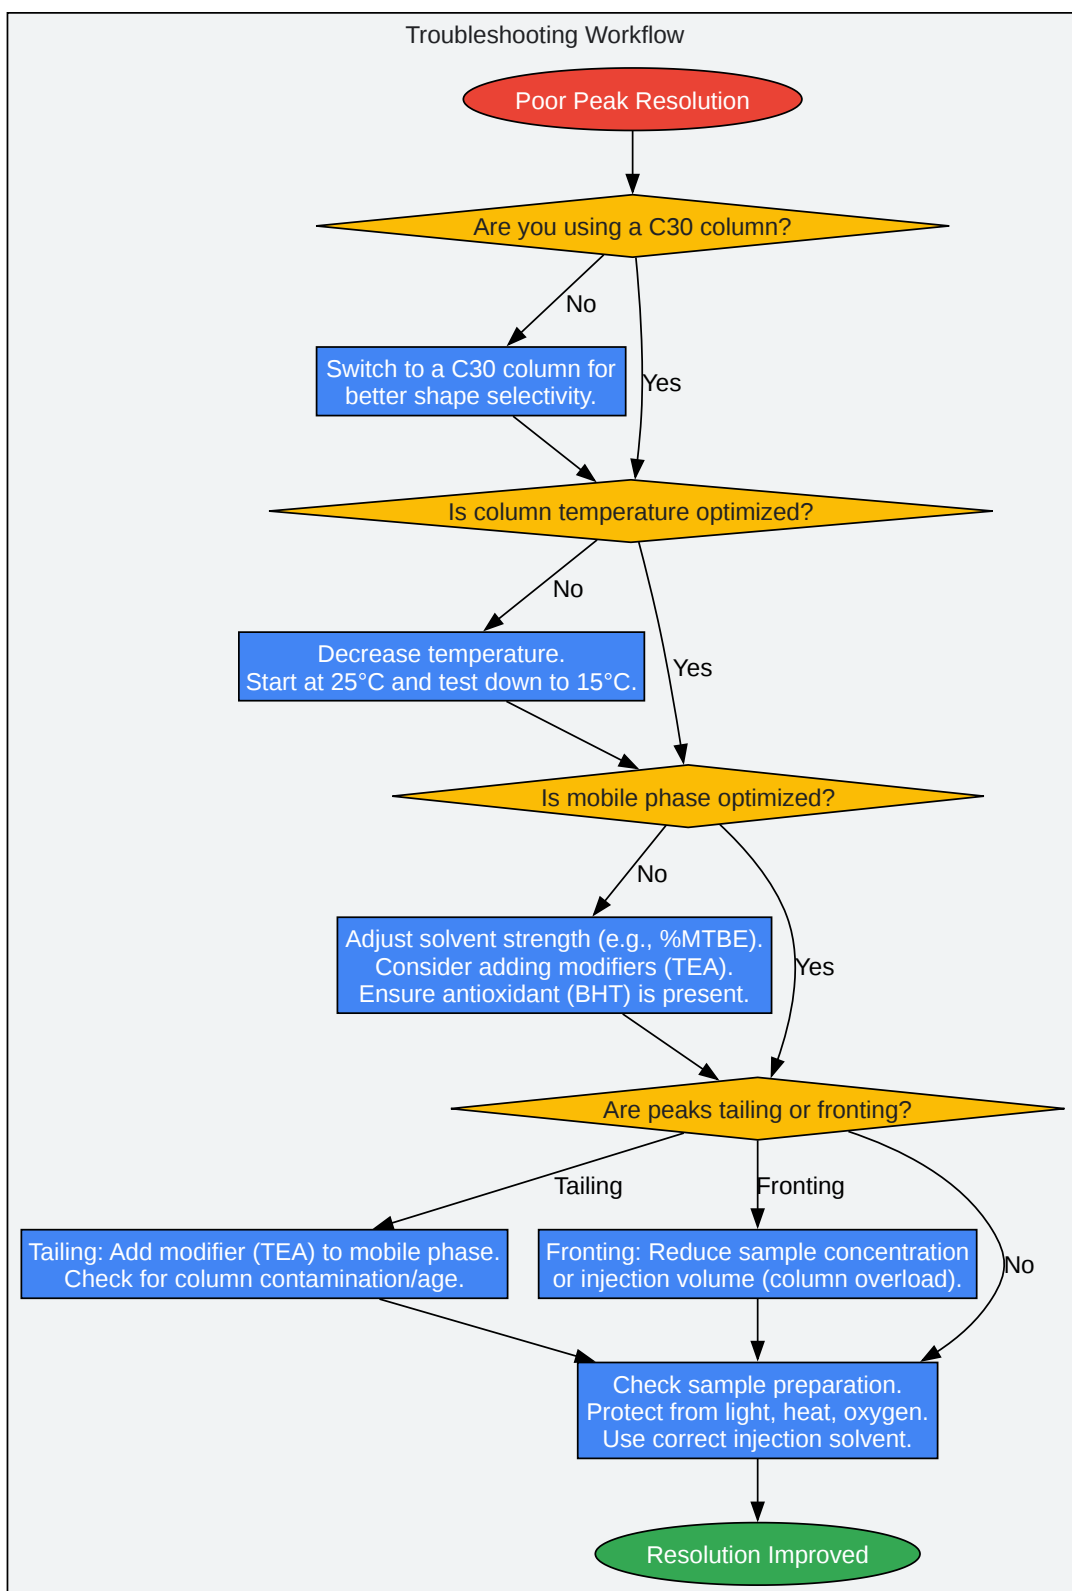 Troubleshooting Workflow
Poor Peak Resolution
Are you using a C30 column?
No
Switch to a C30 column for
better shape selectivity.
Yes
Is column temperature optimized?
No
Decrease temperature.
Start at 25°C and test down to 15°C.
Yes
Is mobile phase optimized?
No
Adjust solvent strength (e.g., %MTBE).
Consider adding modifiers (TEA).
Ensure antioxidant (BHT) is present.
Yes
Are peaks tailing or fronting?
Tailing
Fronting
Tailing: Add modifier (TEA) to mobile phase.
Check for column contamination/age.
Fronting: Reduce sample concentration
or injection volume (column overload).
No
Check sample preparation.
Protect from light, heat, oxygen.
Use correct injection solvent.
Resolution Improved